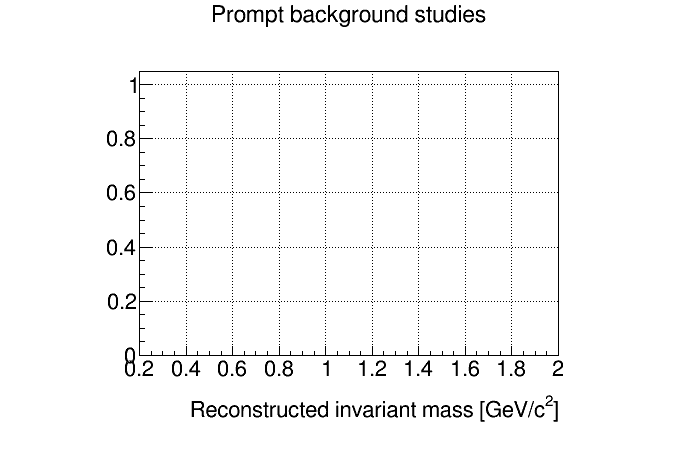 Prompt background studies
1
0.8
0.6
0.4
0.2
0
0.2 0.4 0.6 0.8 1 1.2 1.4 1.6 1.8 2
Reconstructed invariant mass [GeV/c²]